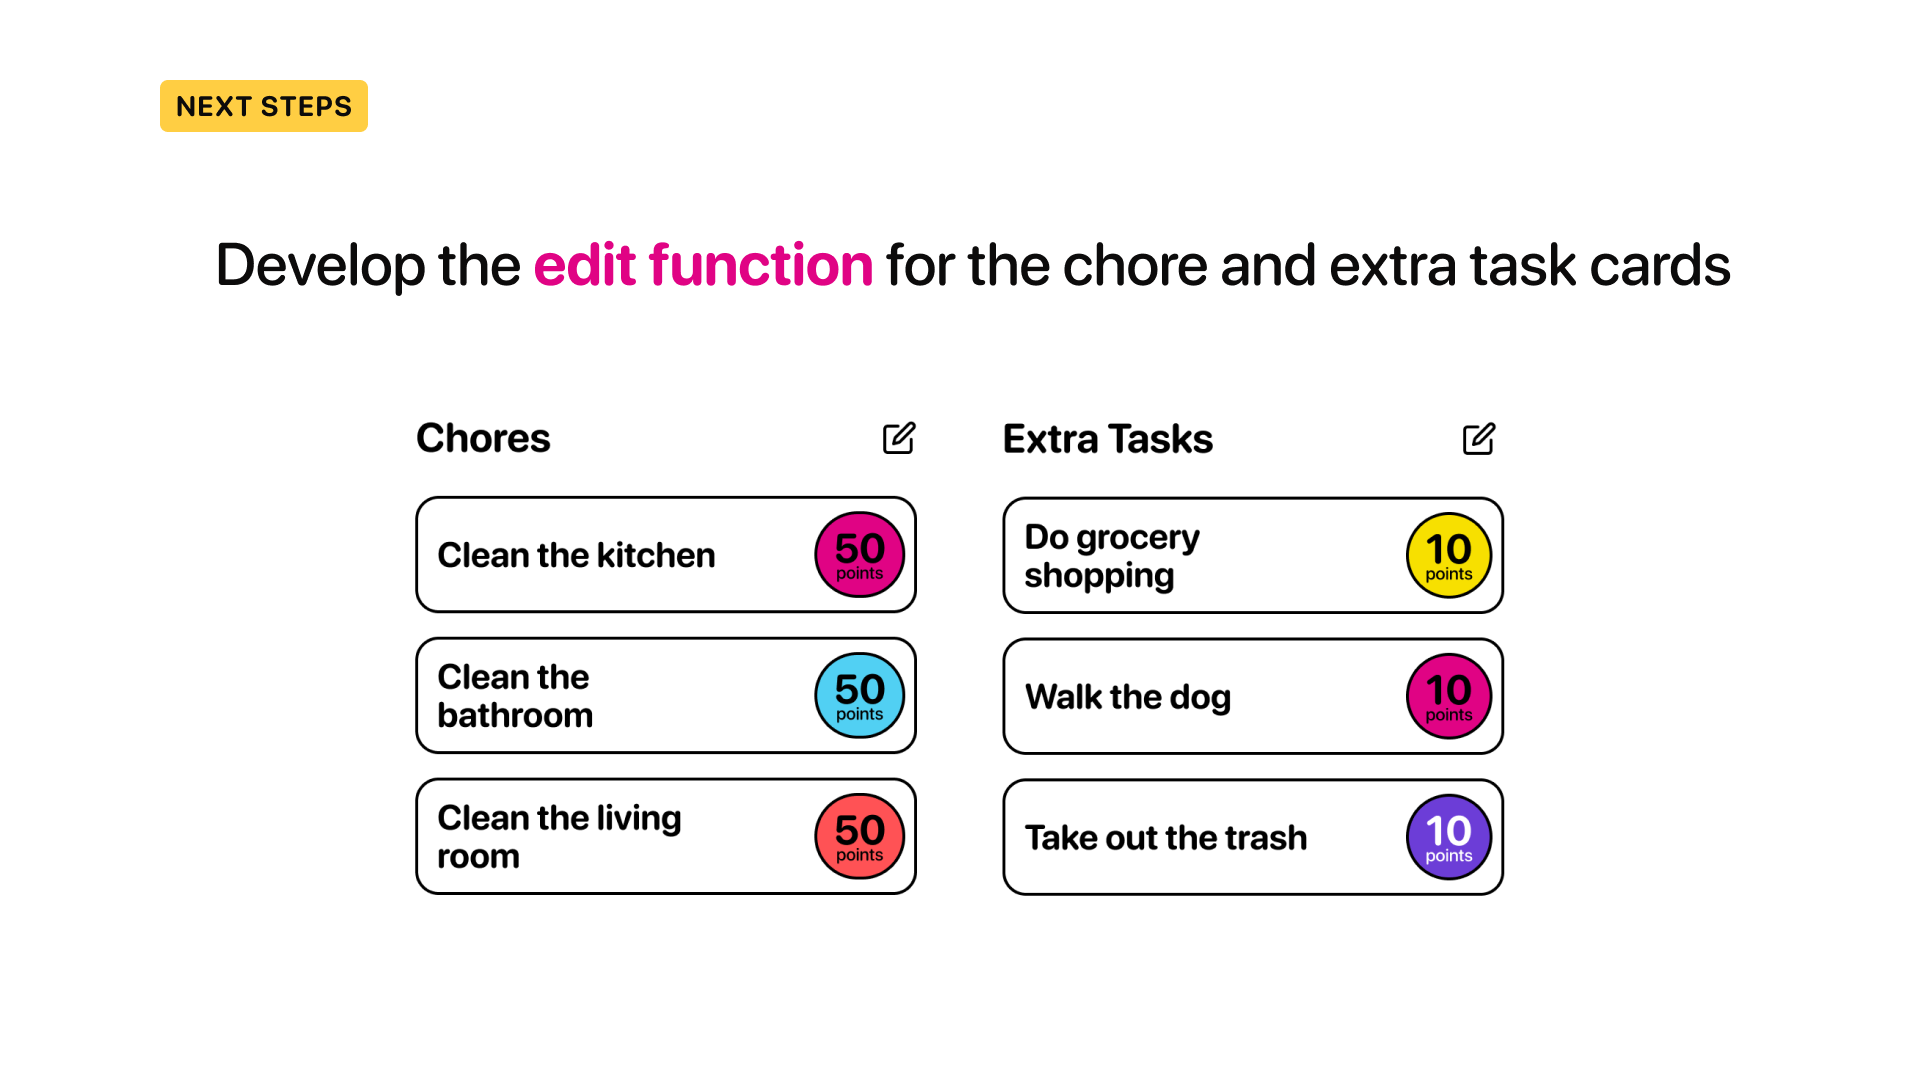 NEXT STEPS
Develop the edit function for the chore and extra task cards
Chores
Clean the kitchen
50
points
Clean the
bathroom
50
points
Clean the living
room
50
points
Extra Tasks
Do grocery
shopping
10
points
Walk the dog
10
points
Take out the trash
10
points